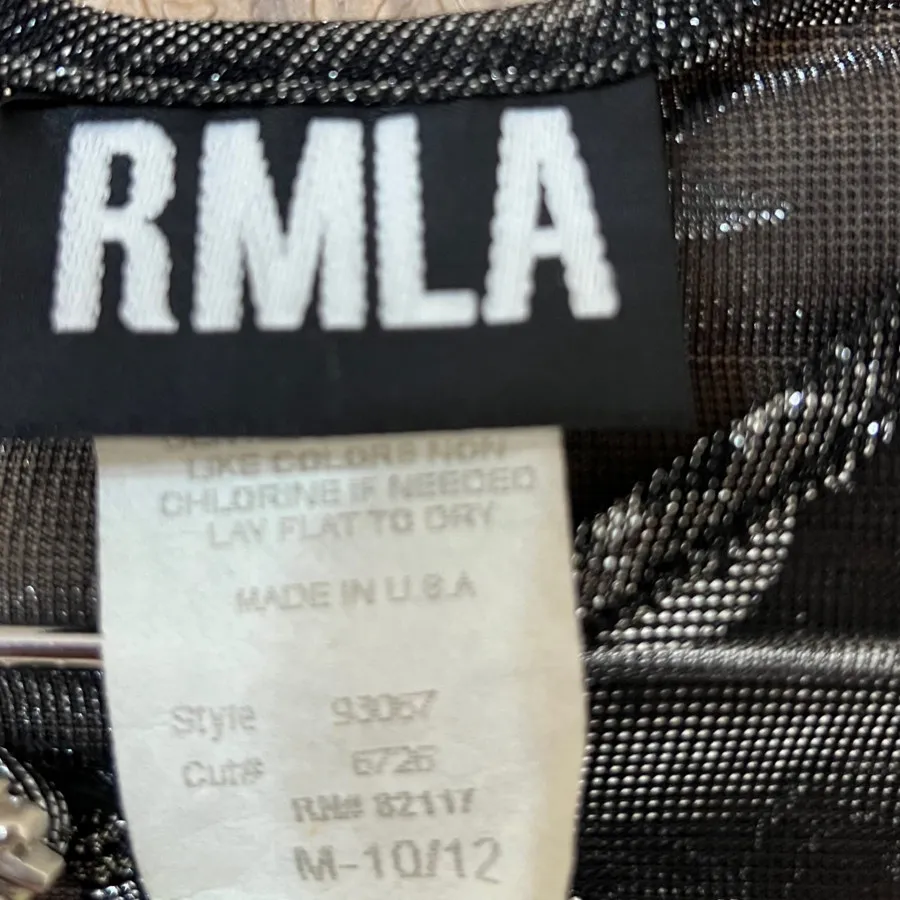 RMLA
LIKE COLORS NON
CHLORINE IF NEEDED
LAY FLAT TO DRY
MADE IN U.S.A
Style 93067
Cut# 6726
RN# 82117
M-10/12